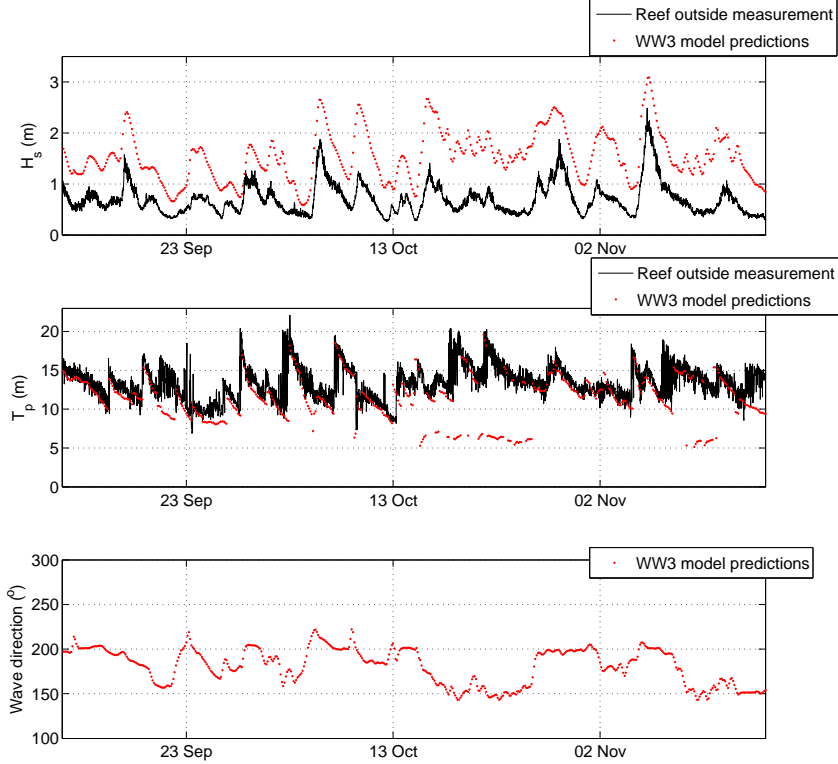 Reef outside measurement
WW3 model predictions
3
2
1
0
H_s (m)
23 Sep 13 Oct 02 Nov
Reef outside measurement
WW3 model predictions
20
15
10
5
0
T_p (m)
23 Sep 13 Oct 02 Nov
WW3 model predictions
300
250
200
150
100
Wave direction (º)
23 Sep 13 Oct 02 Nov